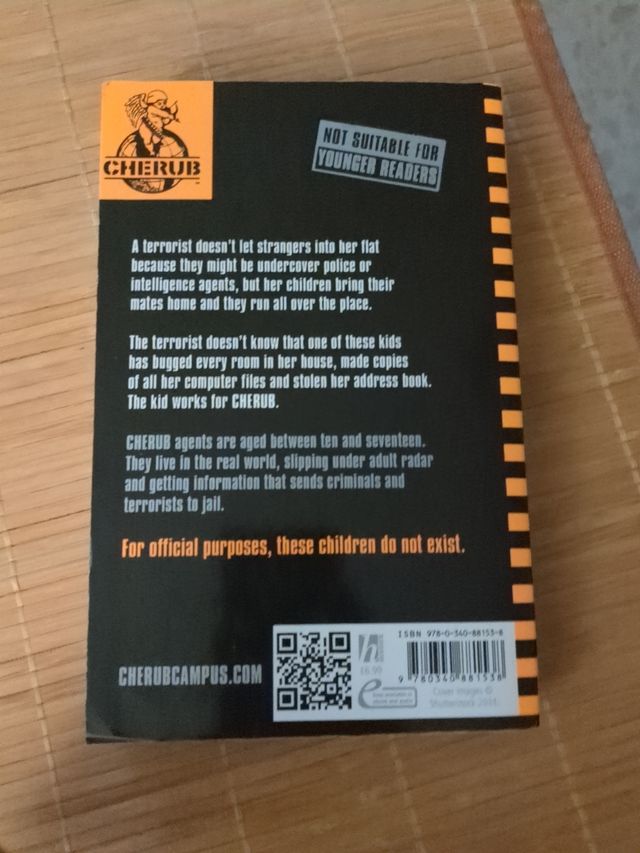 CHERUB
NOT SUITABLE FOR
YOUNGER READERS
A terrorist doesn't let strangers into her flat
because they might be undercover police or
intelligence agents, but her children bring their
mates home and they run all over the place.
The terrorist doesn't know that one of these kids
has bugged every room in her house, made copies
of all her computer files and stolen her address book.
The kid works for CHERUB.
CHERUB agents are aged between ten and seventeen.
They live in the real world, slipping under adult radar
and getting information that sends criminals and
terrorists to jail.
For official purposes, these children do not exist.
CHERUBCAMPUS.COM
h
£6.99
ISBN 978-0-340-88153-8
9 780340 881538
Cover images ©
Shutterstock